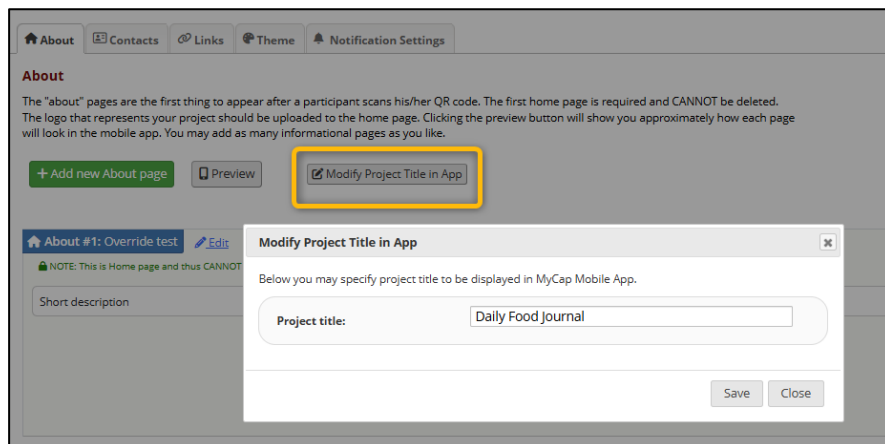 About Contacts Links Theme Notification Settings
About
The "about" pages are the first thing to appear after a participant scans his/her QR code. The first home page is required and CANNOT be deleted.
The logo that represents your project should be uploaded to the home page. Clicking the preview button will show you approximately how each page
will look in the mobile app. You may add as many informational pages as you like.
+ Add new About page Preview Modify Project Title in App
About #1: Override test Edit
Modify Project Title in App
NOTE: This is Home page and thus CANNOT
Below you may specify project title to be displayed in MyCap Mobile App.
Short description
Project title: Daily Food Journal
Save Close